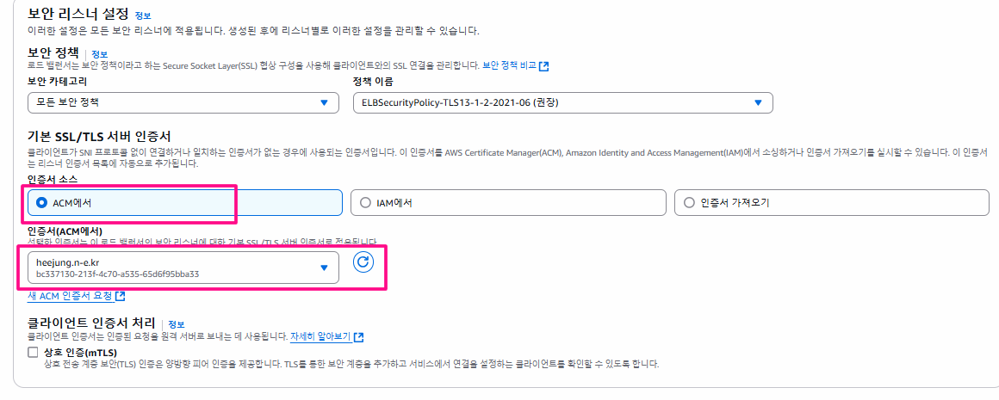 보안 리스너 설정 정보
이러한 설정은 모든 보안 리스너에 적용됩니다. 생성된 후에 리스너별로 이러한 설정을 관리할 수 있습니다.
보안 정책 정보
로드 밸런서는 보안 정책이라고 하는 Secure Socket Layer(SSL) 협상 구성을 사용해 클라이언트와의 SSL 연결을 관리합니다. 보안 정책 비교
보안 카테고리 정책 이름
모든 보안 정책 ELBSecurityPolicy-TLS13-1-2-2021-06 (권장)
기본 SSL/TLS 서버 인증서
클라이언트가 SNI 프로토콜 없이 연결하거나 일치하는 인증서가 없는 경우에 사용되는 인증서입니다. 이 인증서를 AWS Certificate Manager(ACM), Amazon Identity and Access Management(IAM)에서 소싱하거나 인증서 가져오기를 실시할 수 있습니다. 이 인증서
는 리스너 인증서 목록에 자동으로 추가됩니다.
인증서 소스
ACM에서 IAM에서 인증서 가져오기
인증서(ACM에서)
선택한 인증서는 이 로드 밸런서의 보안 리스너에 대한 기본 SSL/TLS 서버 인증서로 적용됩니다.
heejung.n-e.kr
bc337130-213f-4c70-a535-65d6f95bba33
새 ACM 인증서 요청
클라이언트 인증서 처리 정보
클라이언트 인증서는 인증된 요청을 원격 서버로 보내는 데 사용됩니다. 자세히 알아보기
상호 인증(mTLS)
상호 전송 계층 보안(TLS) 인증은 양방향 피어 인증을 제공합니다. TLS를 통한 보안 계층을 추가하고 서비스에서 연결을 설정하는 클라이언트를 확인할 수 있도록 합니다.